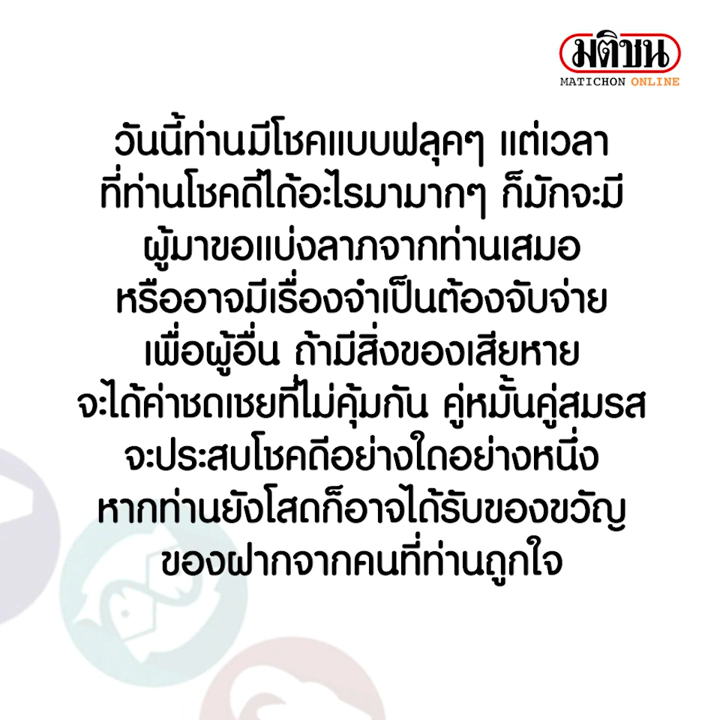 มติชน
MATICHON ONLINE
วันนี้ท่านมีโชคแบบฟลุคๆ แต่เวลา
ที่ท่านโชคดีได้อะไรมามากๆ ก็มักจะมี
ผู้มาขอแบ่งลาภจากท่านเสมอ
หรืออาจมีเรื่องจำเป็นต้องจับจ่าย
เพื่อผู้อื่น ถ้ามีสิ่งของเสียหาย
จะได้ค่าชดเชยที่ไม่คุ้มกัน คู่หมั้นคู่สมรส
จะประสบโชคดีอย่างใดอย่างหนึ่ง
หากท่านยังโสดก็อาจได้รับของขวัญ
ของฝากจากคนที่ท่านถูกใจ